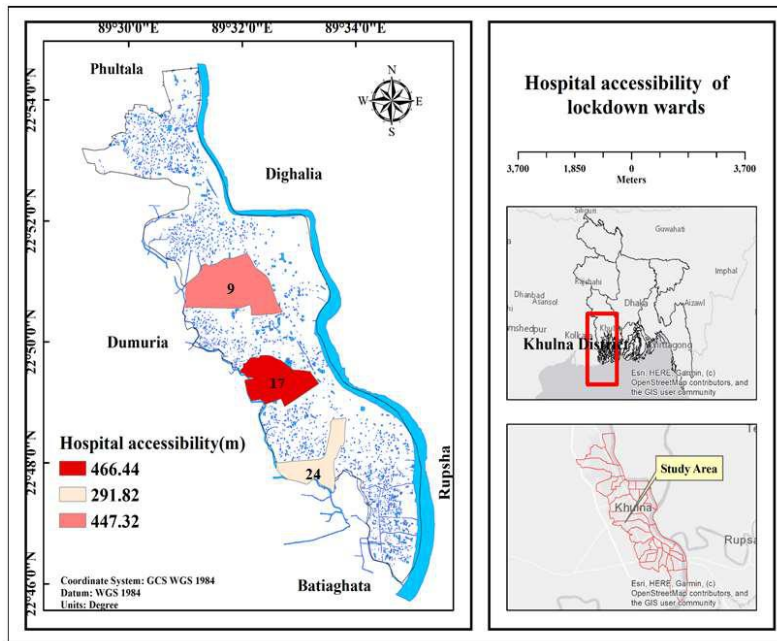 89°30'0"E 89°32'0"E 89°34'0"E
22°54'0"N
22°52'0"N
22°50'0"N
22°48'0"N
22°46'0"N
Phultala
N
W E
S
Dighalia
9
Dumuria
17
24
Rupsha
Batiaghata
Hospital accessibility(m)
466.44
291.82
447.32
Coordinate System: GCS WGS 1984
Datum: WGS 1984
Units: Degree
Hospital accessibility of
lockdown wards
3,700 1,850 0 3,700
Meters
Siliguri
Guwahati
Imphal
Dhanbad
Asansol
Dhaka
Aizawl
Khulna District
Esri, HERE, Garmin, (c)
OpenStreetMap contributors, and
the GIS user community
Study Area
Khulna
Rupsa
Esri, HERE, Garmin, (c)
OpenStreetMap contributors, and
the GIS user community